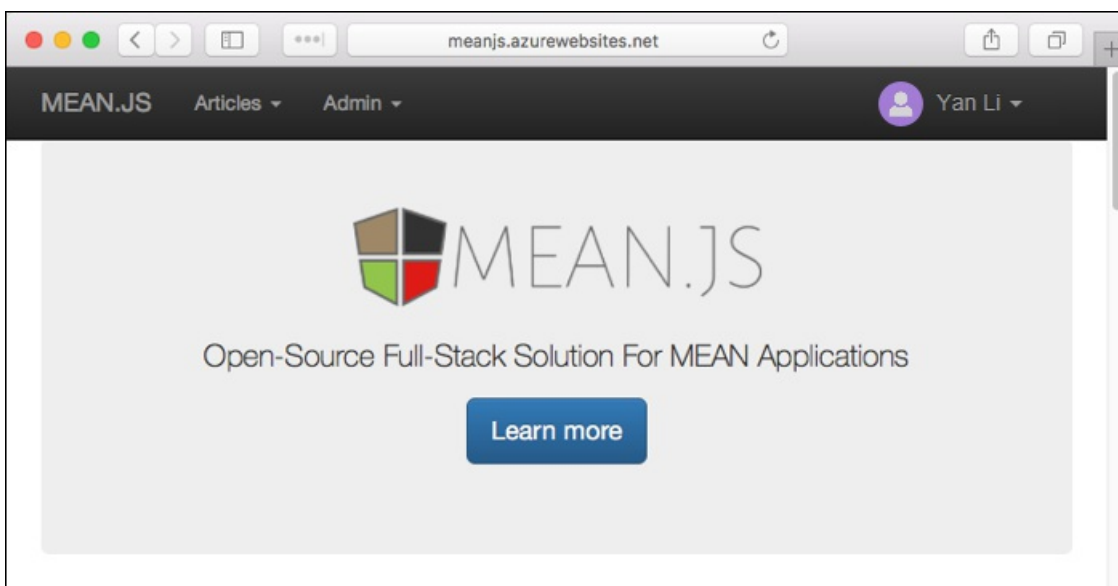 meanjs.azurewebsites.net
MEAN.JS Articles Admin Yan Li
MEAN.JS
Open-Source Full-Stack Solution For MEAN Applications
Learn more